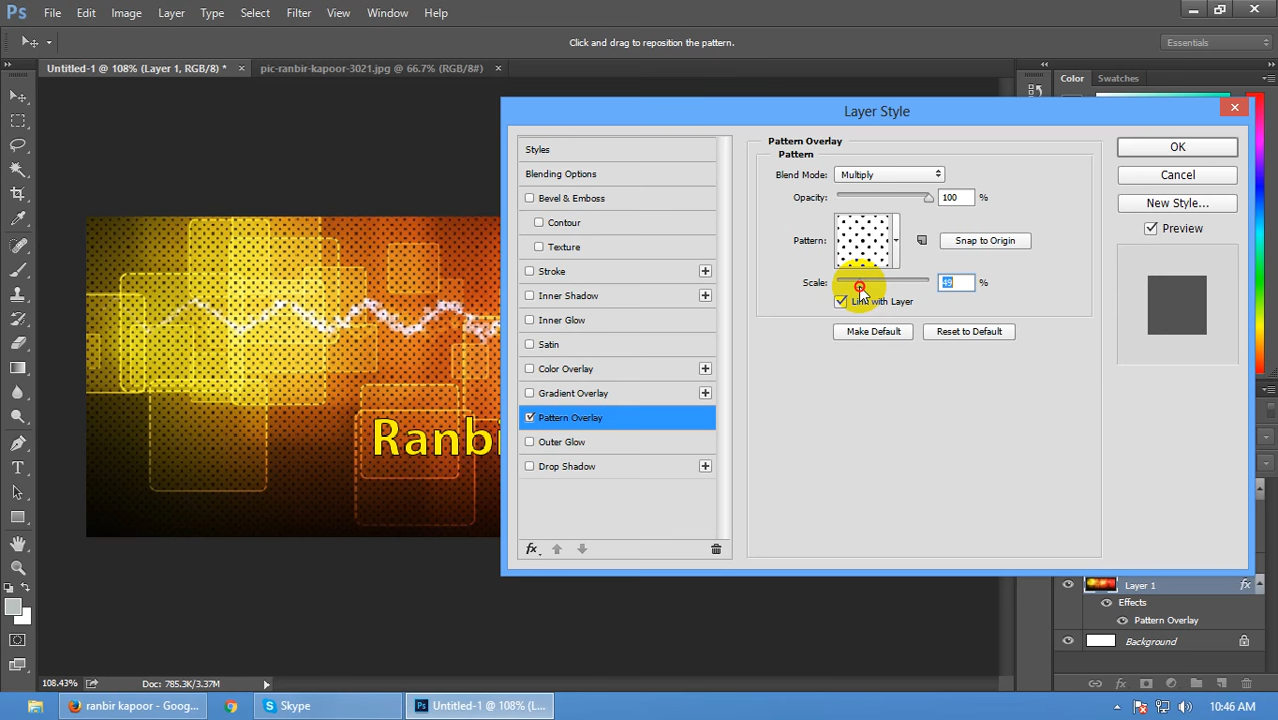 Ps File Edit Image Layer Type Select Filter View Window Help
Click and drag to reposition the pattern.
Essentials
Untitled-1 @ 108% (Layer 1, RGB/8) *
pic-ranbir-kapoor-3021.jpg @ 66.7% (RGB/8#)
Color Swatches
Layer Style
Styles
Blending Options
Bevel & Emboss
Contour
Texture
Stroke
Inner Shadow
Inner Glow
Satin
Color Overlay
Gradient Overlay
Pattern Overlay
Outer Glow
Drop Shadow
fx
Pattern Overlay
Pattern
Blend Mode: Multiply
Opacity: 100 %
Pattern: Snap to Origin
Scale: 49 %
Link with Layer
Make Default Reset to Default
OK
Cancel
New Style...
Preview
Ranbi
Layer 1 fx
Effects
Pattern Overlay
Background
fx
108.43% Doc: 785.3K/3.37M
ranbir kapoor - Goog... Skype Ps Untitled-1 @ 108% (L... 10:46 AM